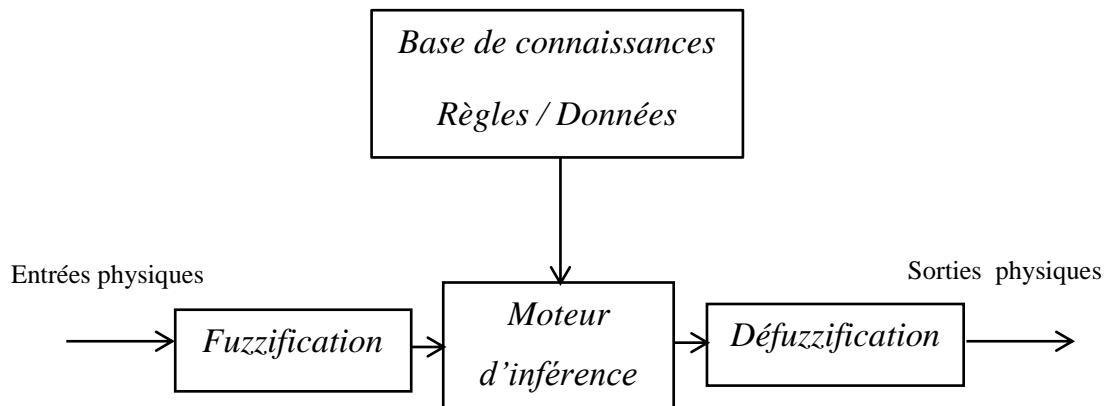 Base de connaissances
Règles / Données
Entrées physiques
Sorties physiques
Fuzzification
Moteur
d’inférence
Défuzzification